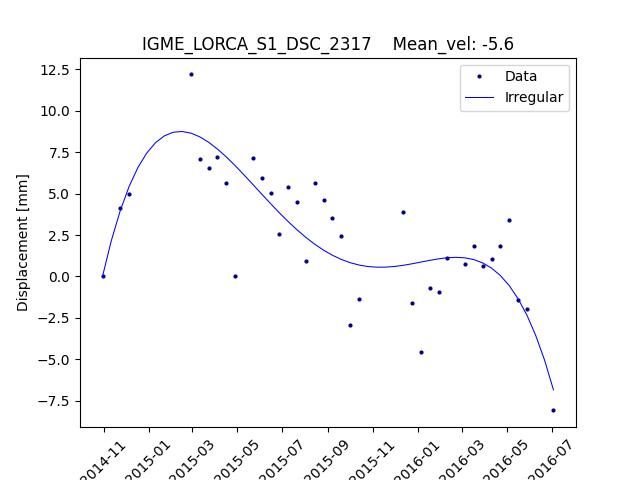 IGME_LORCA_S1_DSC_2317    Mean_vel: -5.6
Data
Irregular
Displacement [mm]
12.5
10.0
7.5
5.0
2.5
0.0
−2.5
−5.0
−7.5
2014-11 2015-01 2015-03 2015-05 2015-07 2015-09 2015-11 2016-01 2016-03 2016-05 2016-07